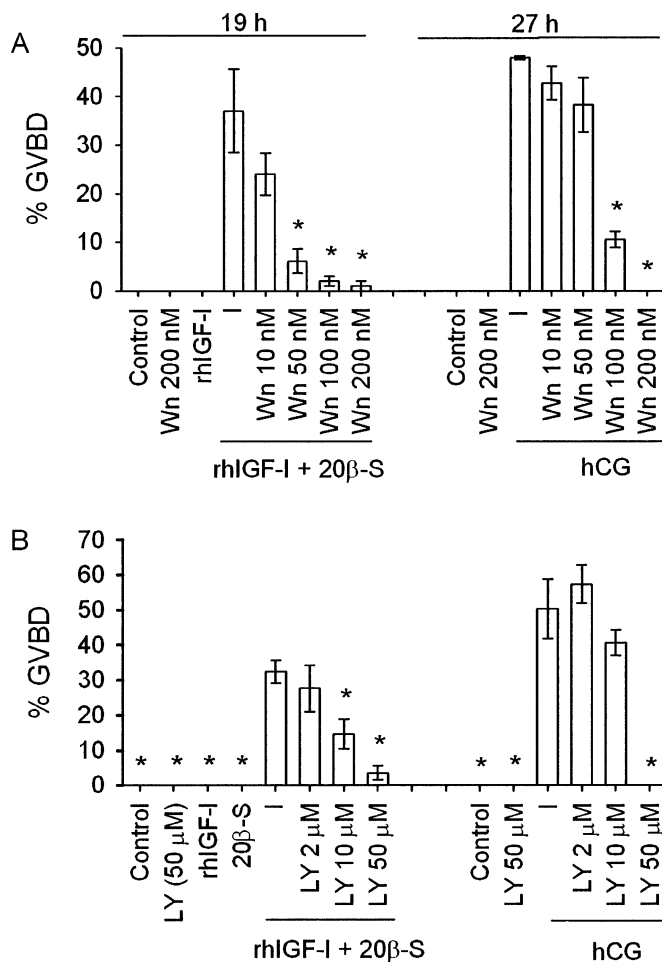 19 h
27 h
A
50
40
30
20
10
0
% GVBD
*
*
*
*
*
Control
Wn 200 nM
rhIGF-I
I
Wn 10 nM
Wn 50 nM
Wn 100 nM
Wn 200 nM
Control
Wn 200 nM
I
Wn 10 nM
Wn 50 nM
Wn 100 nM
Wn 200 nM
rhIGF-I + 20β-S
hCG
B
70
60
50
40
30
20
10
0
% GVBD
*
*
*
*
*
*
*
*
*
Control
LY (50 μM)
rhIGF-I
20β-S
I
LY 2 μM
LY 10 μM
LY 50 μM
Control
LY 50 μM
I
LY 2 μM
LY 10 μM
LY 50 μM
rhIGF-I + 20β-S
hCG